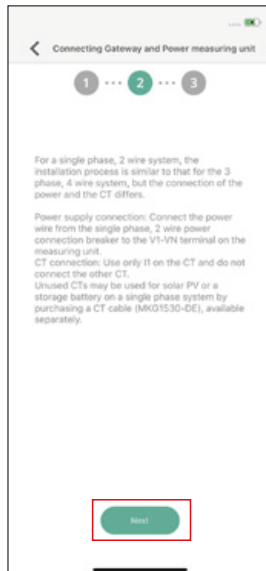 Connecting Gateway and Power measuring unit
1 --- 2 --- 3
For a single phase, 2 wire system, the
installation process is similar to that for the 3
phase, 4 wire system, but the connection of the
power and the CT differs.
Power supply connection: Connect the power
wire from the single phase, 2 wire power
connection breaker to the V1-VN terminal on the
measuring unit.
CT connection: Use only I1 on the CT and do not
connect the other CT.
Unused CTs may be used for solar PV or a
storage battery on a single phase system by
purchasing a CT cable (MKG1530-DE), available
separately.
Next